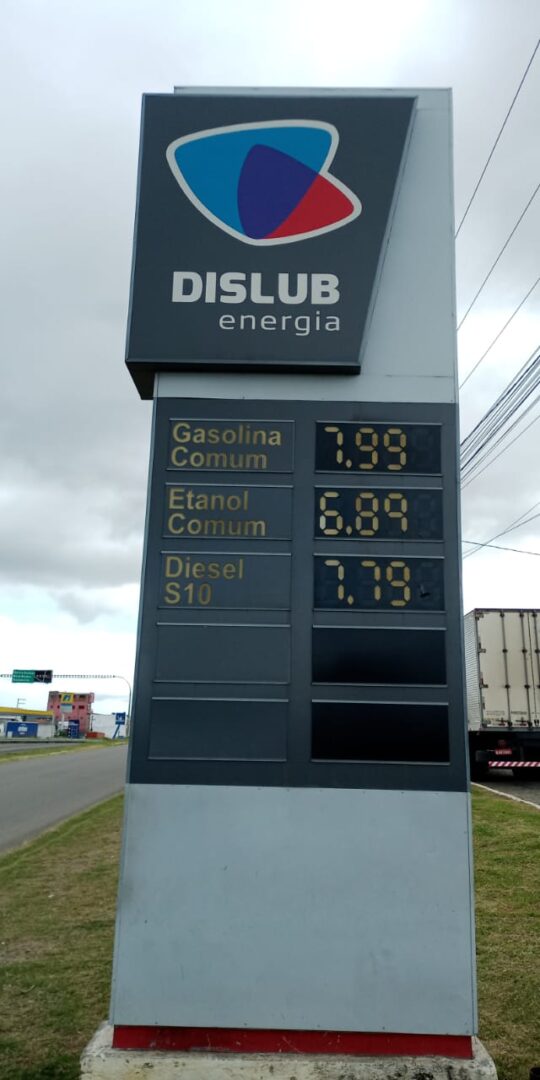 DISLUB
energia
Gasolina
Comum
7.99
Etanol
Comum
6.89
Diesel
S10
7.79